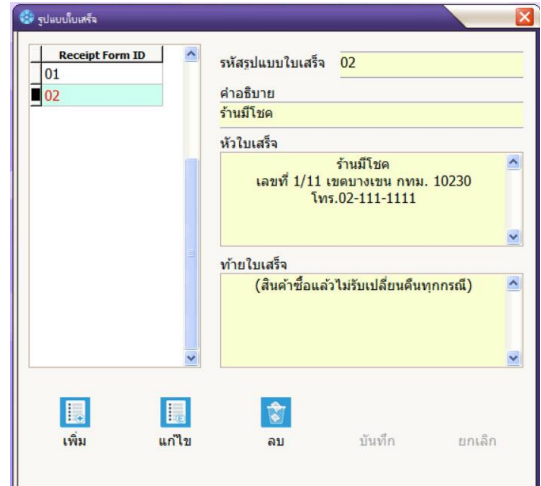 รูปแบบใบเสร็จ
Receipt Form ID
01
02
รหัสรูปแบบใบเสร็จ 02
คำอธิบาย
ร้านมีโชค
หัวใบเสร็จ
ร้านมีโชค
เลขที่ 1/11 เขตบางเขน กทม. 10230
โทร.02-111-1111
ท้ายใบเสร็จ
(สินค้าซื้อแล้วไม่รับเปลี่ยนคืนทุกกรณี)
เพิ่ม แก้ไข ลบ บันทึก ยกเลิก